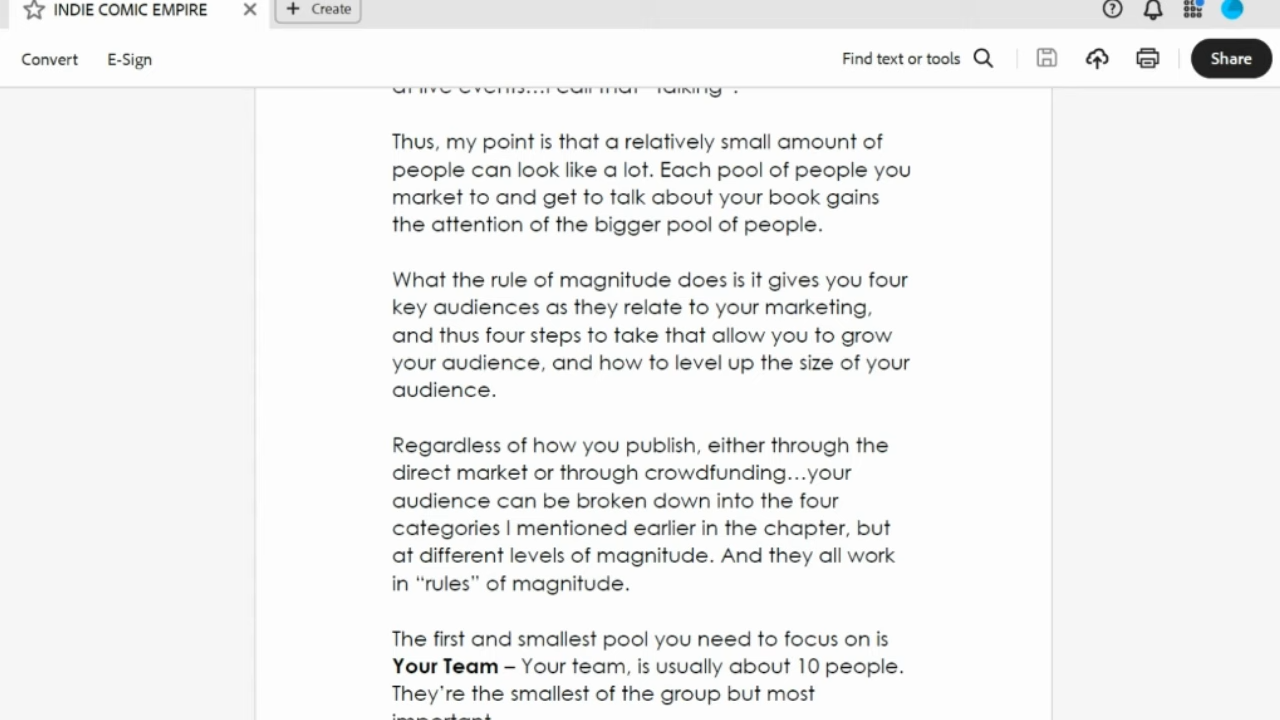 INDIE COMIC EMPIRE
+ Create
Convert
E-Sign
Find text or tools
Share
at live events...I call that "talking".
Thus, my point is that a relatively small amount of
people can look like a lot. Each pool of people you
market to and get to talk about your book gains
the attention of the bigger pool of people.
What the rule of magnitude does is it gives you four
key audiences as they relate to your marketing,
and thus four steps to take that allow you to grow
your audience, and how to level up the size of your
audience.
Regardless of how you publish, either through the
direct market or through crowdfunding...your
audience can be broken down into the four
categories I mentioned earlier in the chapter, but
at different levels of magnitude. And they all work
in “rules” of magnitude.
The first and smallest pool you need to focus on is
Your Team – Your team, is usually about 10 people.
They're the smallest of the group but most
important